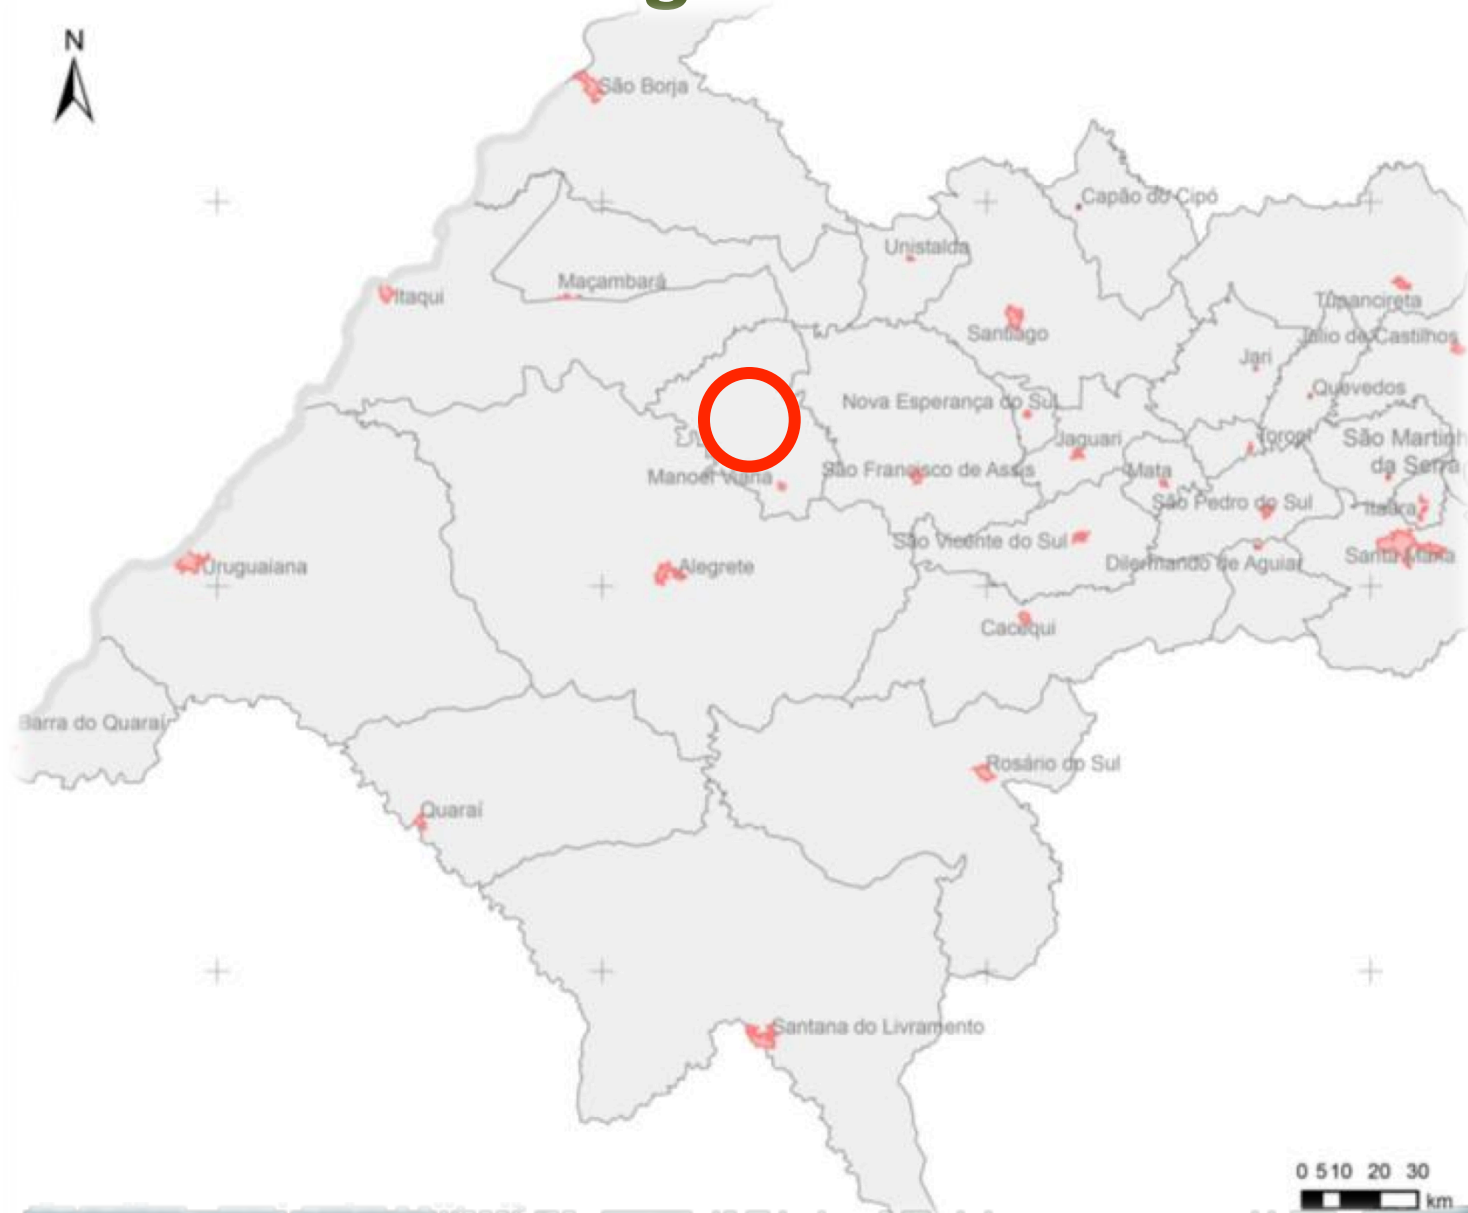 N
São Borja
Capão do Cipó
Unistalda
Maçambará
Itaqui
Tupancireta
Santiago
Júlio de Castilhos
Jari
Quevedos
Nova Esperança do Sul
Jaguari
Toropi
São Martinh
da Serra
Manoel Viana
São Francisco de Assis
Mata
São Pedro do Sul
Itaara
São Vicente do Sul
Santa Maria
Dilermando de Aguiar
Uruguaiana
Alegrete
Cacequi
Barra do Quaraí
Rosário do Sul
Quaraí
Santana do Livramento
0 5 10 20 30
km